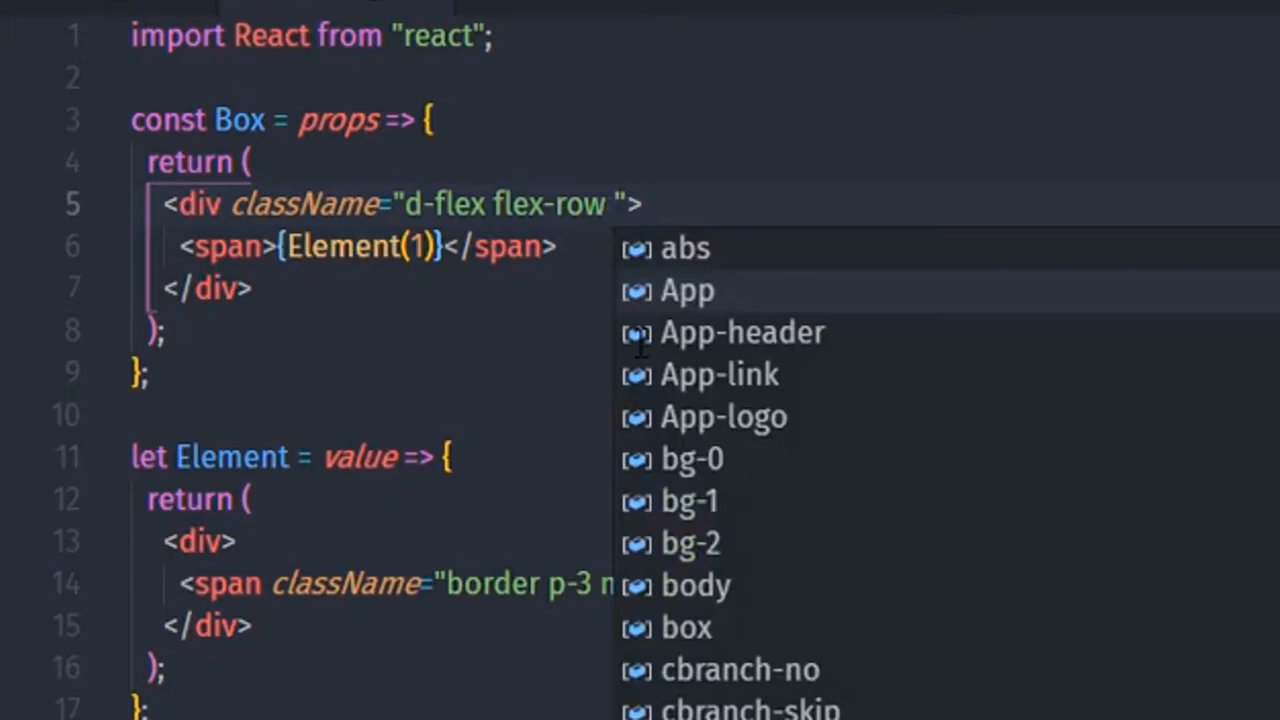 1 import React from "react";
2
3 const Box = props => {
4 return (
5 <div className="d-flex flex-row ">
6 <span>{Element(1)}</span>
7 </div>
8 );
9 };
10
11 let Element = value => {
12 return (
13 <div>
14 <span className="border p-3
15 </div>
16 );
17 };
abs
App
App-header
App-link
App-logo
bg-0
bg-1
bg-2
body
box
cbranch-no
cbranch-skip